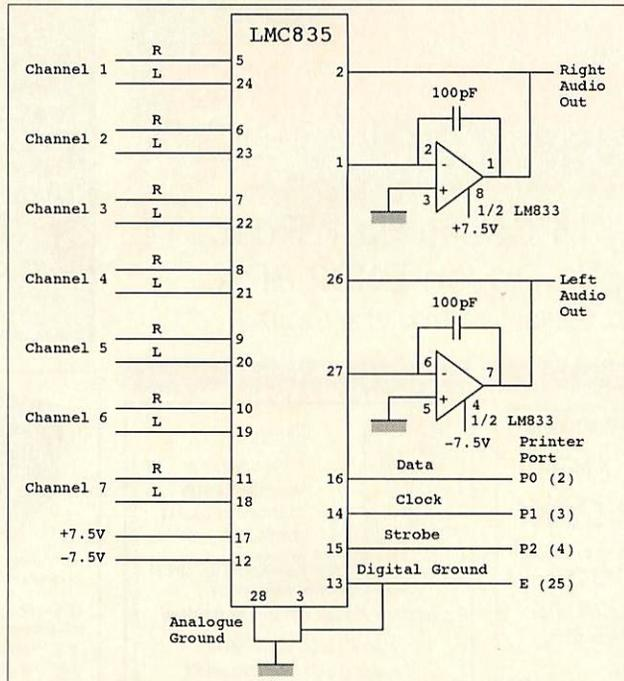 LMC835
Channel 1
R
L
5
24
Channel 2
R
L
6
23
Channel 3
R
L
7
22
Channel 4
R
L
8
21
Channel 5
R
L
9
20
Channel 6
R
L
10
19
Channel 7
R
L
11
18
+7.5V
17
-7.5V
12
28 3
Analogue
Ground
2
Right
Audio
Out
100pF
1
2
-
3
+
1
8
1/2 LM833
+7.5V
26
Left
Audio
Out
100pF
27
6
-
5
+
7
4
1/2 LM833
-7.5V
Printer
Port
Data
16
P0 (2)
Clock
14
P1 (3)
Strobe
15
P2 (4)
Digital Ground
13
E (25)